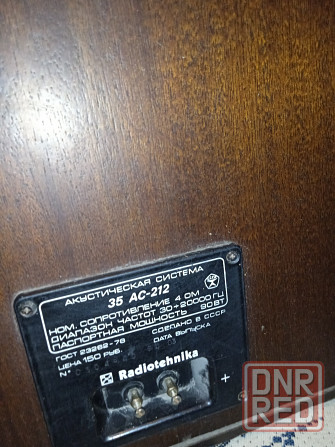 АКУСТИЧЕСКАЯ СИСТЕМА
35 АС-212
НОМ. СОПРОТИВЛЕНИЕ 4 ОМ
ДИАПАЗОН ЧАСТОТ 30÷20000 ГЦ
ПАСПОРТНАЯ МОЩНОСТЬ 90 ВТ
ГОСТ 23262-78 СДЕЛАНО В СССР
ЦЕНА 150 РУБ. ДАТА ВЫПУСКА
N°
Radiotehnika
+
DNR
RED